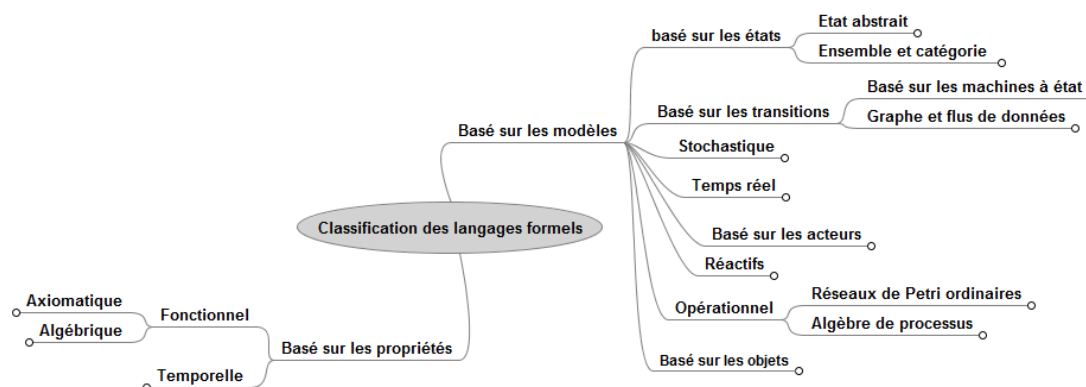 Etat abstrait
basé sur les états
Ensemble et catégorie
Basé sur les machines à état
Basé sur les transitions
Graphe et flus de données
Basé sur les modèles
Stochastique
Temps réel
Classification des langages formels
Basé sur les acteurs
Réactifs
Axiomatique
Réseaux de Petri ordinaires
Opérationnel
Fonctionnel
Algébrique
Algèbre de processus
Basé sur les propriétés
Basé sur les objets
Temporelle